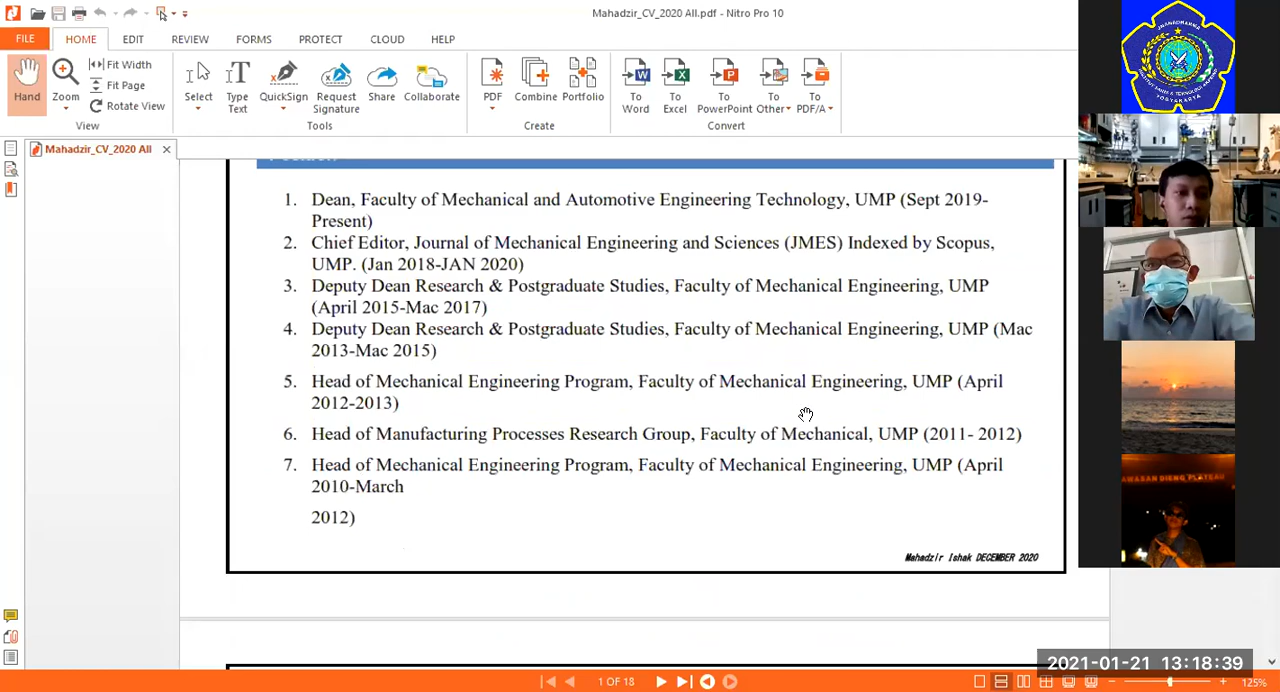 Mahadzir_CV_2020 All.pdf - Nitro Pro 10
FILE HOME EDIT REVIEW FORMS PROTECT CLOUD HELP
Hand
Zoom
Fit Width
Fit Page
Rotate View
View
Select
Type Text
QuickSign
Request Signature
Share
Collaborate
Tools
PDF
Combine
Portfolio
Create
To Word
To Excel
To PowerPoint
To Other
To PDF/A
Convert
Mahadzir_CV_2020 All
1. Dean, Faculty of Mechanical and Automotive Engineering Technology, UMP (Sept 2019-
Present)
2. Chief Editor, Journal of Mechanical Engineering and Sciences (JMES) Indexed by Scopus,
UMP. (Jan 2018-JAN 2020)
3. Deputy Dean Research & Postgraduate Studies, Faculty of Mechanical Engineering, UMP
(April 2015-Mac 2017)
4. Deputy Dean Research & Postgraduate Studies, Faculty of Mechanical Engineering, UMP (Mac
2013-Mac 2015)
5. Head of Mechanical Engineering Program, Faculty of Mechanical Engineering, UMP (April
2012-2013)
6. Head of Manufacturing Processes Research Group, Faculty of Mechanical, UMP (2011- 2012)
7. Head of Mechanical Engineering Program, Faculty of Mechanical Engineering, UMP (April
2010-March
2012)
Mahadzir Ishak DECEMBER 2020
YOGYAKARTA
KAWASAN DIENG PLATEAU
2021-01-21 13:18:39
1 OF 18
125%